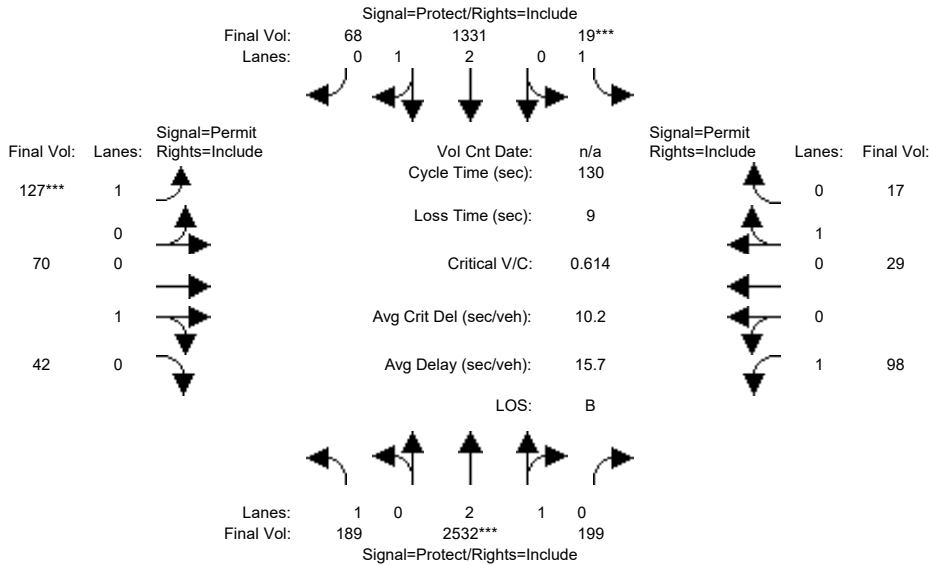 Signal=Protect/Rights=Include
Final Vol: 68 1331 19***
Lanes: 0 1 2 0 1
Signal=Permit Signal=Permit
Final Vol: Lanes: Rights=Include Vol Cnt Date: n/a Rights=Include Lanes: Final Vol:
Cycle Time (sec): 130
127*** 1 0 17
Loss Time (sec): 9
0 1
70 0 Critical V/C: 0.614 0 29
1 Avg Crit Del (sec/veh): 10.2 0
42 0 Avg Delay (sec/veh): 15.7 1 98
LOS: B
Lanes: 1 0 2 1 0
Final Vol: 189 2532*** 199
Signal=Protect/Rights=Include